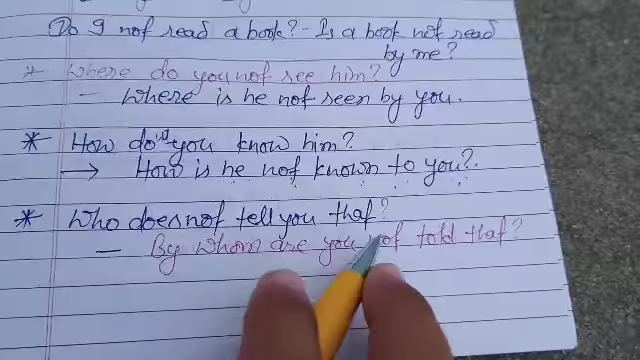 Do I not read a book? - Is a book not read
by me?
* Where do you not see him?
- Where is he not seen by you.
* How do you know him?
→ How is he not known to you?
* Who does not tell you that?
- By whom are you not told that?